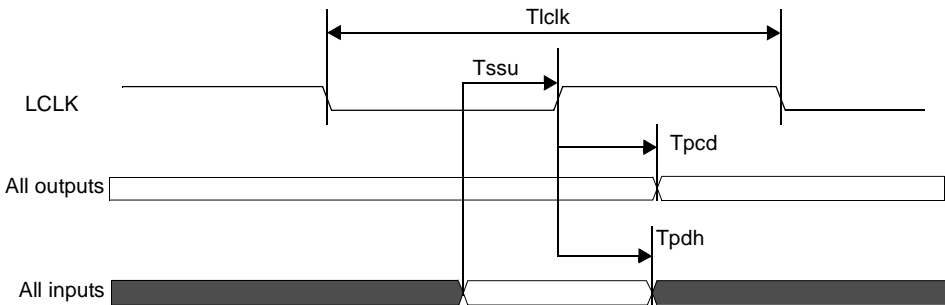 Tlclk
Tssu
LCLK
Tpcd
All outputs
Tpdh
All inputs